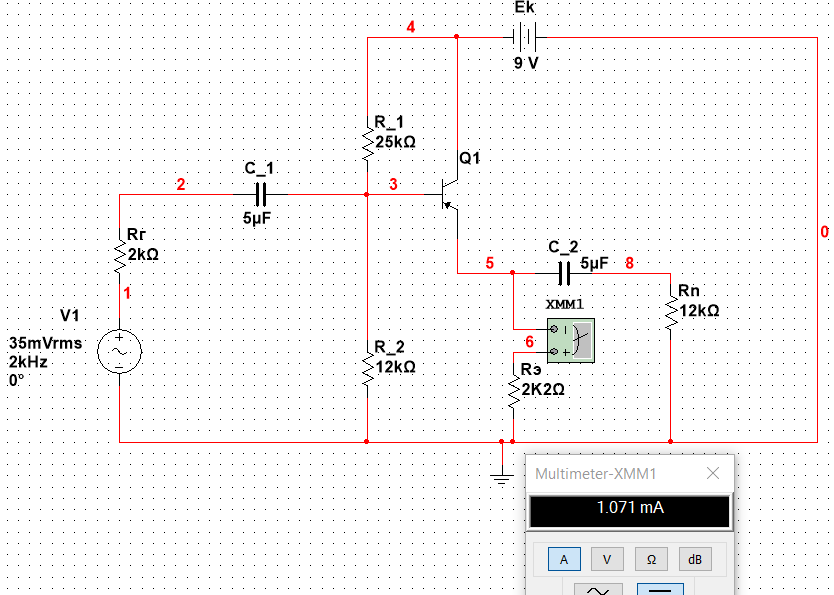 Ek
4
9 V
R_1
25kΩ
Q1
C_1
2
3
5µF
Rг
2kΩ
0
C_2
5
5µF
8
1
Rn
12kΩ
XMM1
V1
35mVrms
2kHz
0°
6
R_2
12kΩ
Rэ
2K2Ω
Multimeter-XMM1
1.071 mA
A
V
Ω
dB